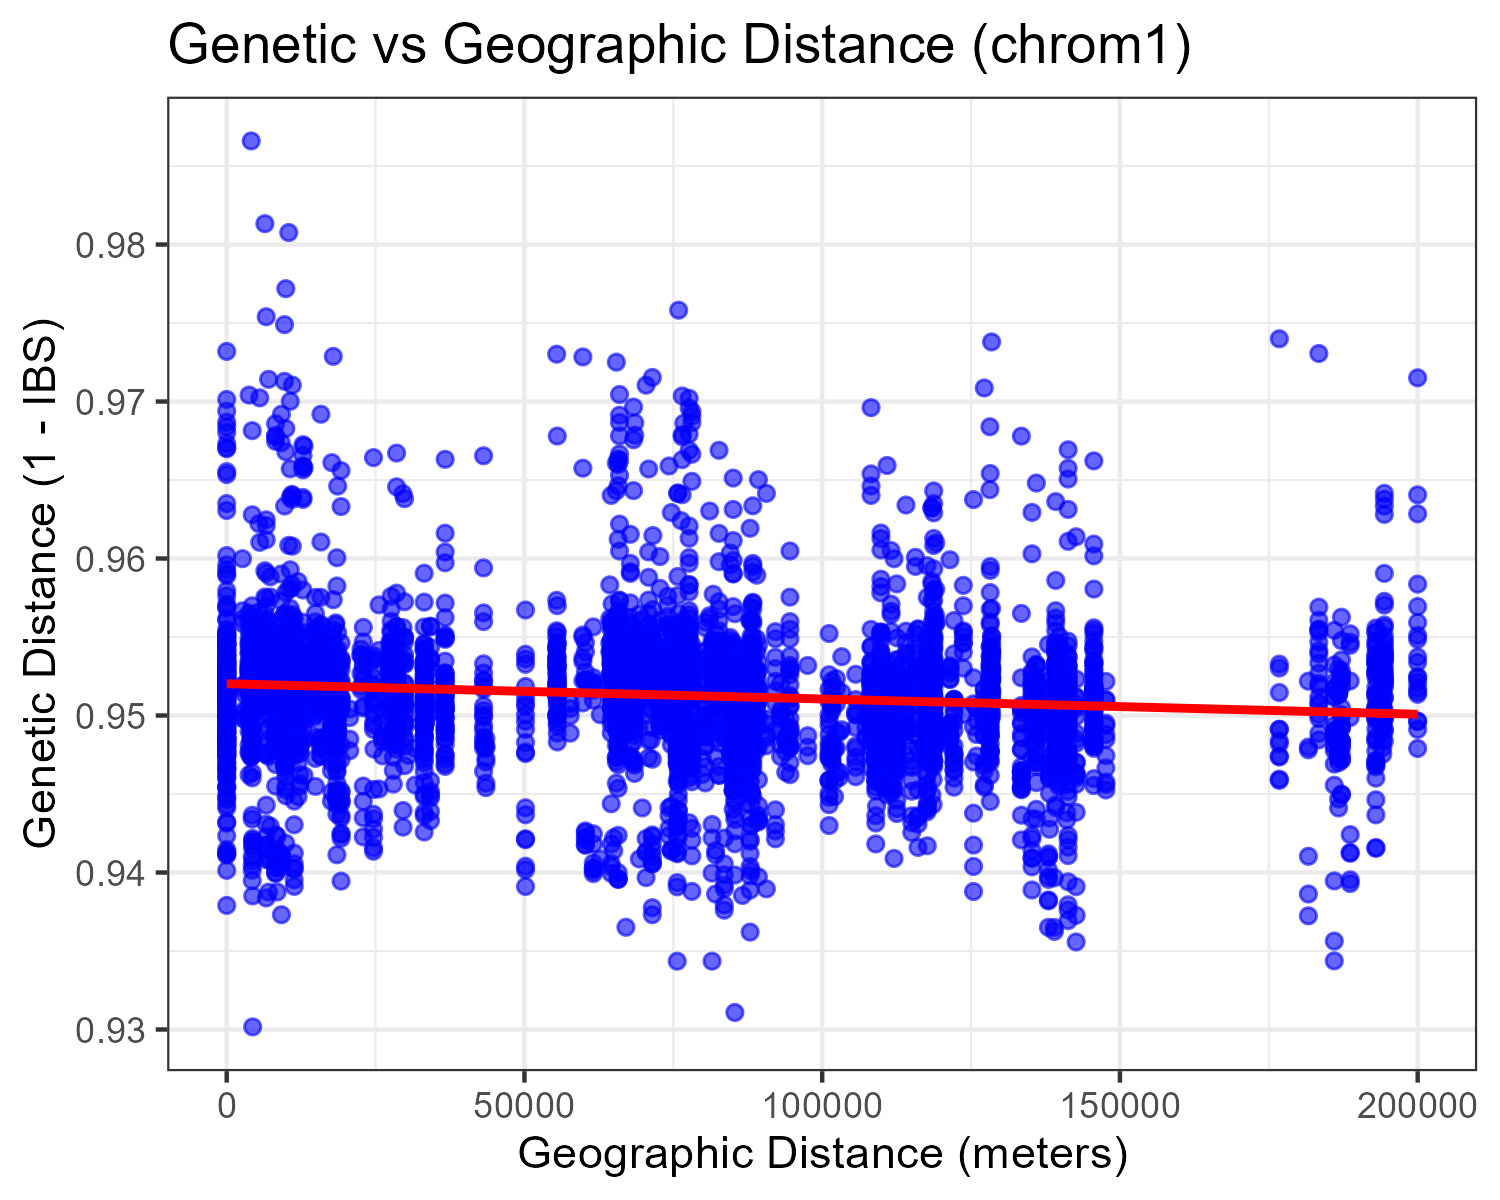 Genetic vs Geographic Distance (chrom1)
Genetic Distance (1 - IBS)
0.98
0.97
0.96
0.95
0.94
0.93
0 50000 100000 150000 200000
Geographic Distance (meters)